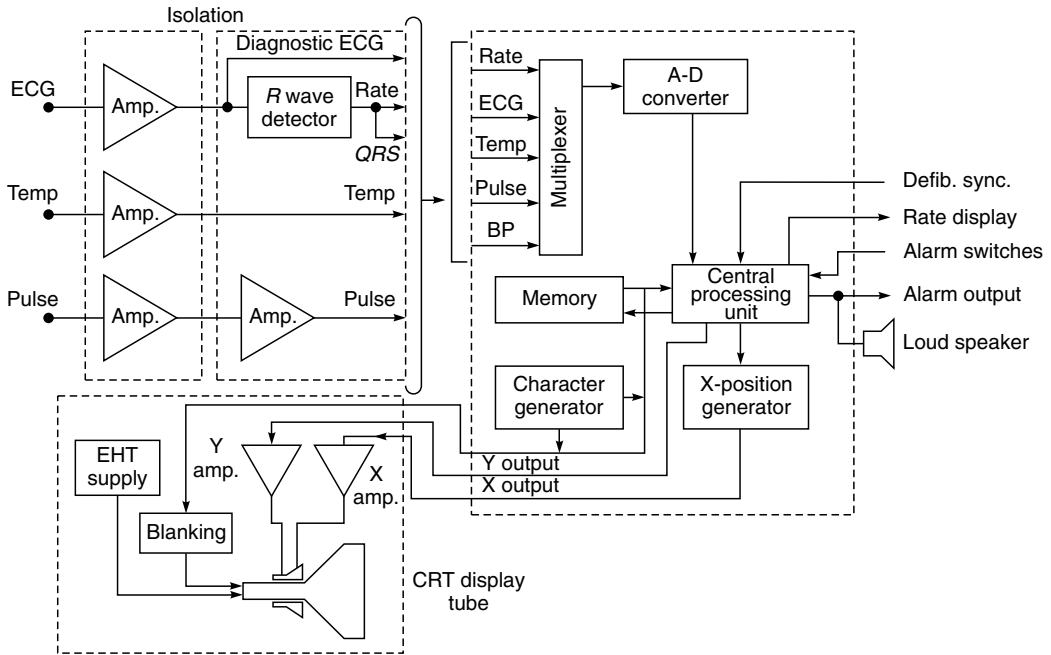 Isolation
Diagnostic ECG
ECG
Amp.
R wave
detector
Rate
QRS
Temp
Amp.
Temp
Pulse
Amp.
Amp.
Pulse
Rate
ECG
Temp
Pulse
BP
Multiplexer
A-D
converter
Defib. sync.
Rate display
Alarm switches
Alarm output
Loud speaker
Central
processing
unit
Memory
Character
generator
X-position
generator
Y output
X output
EHT
supply
Y
amp.
X
amp.
Blanking
CRT display
tube